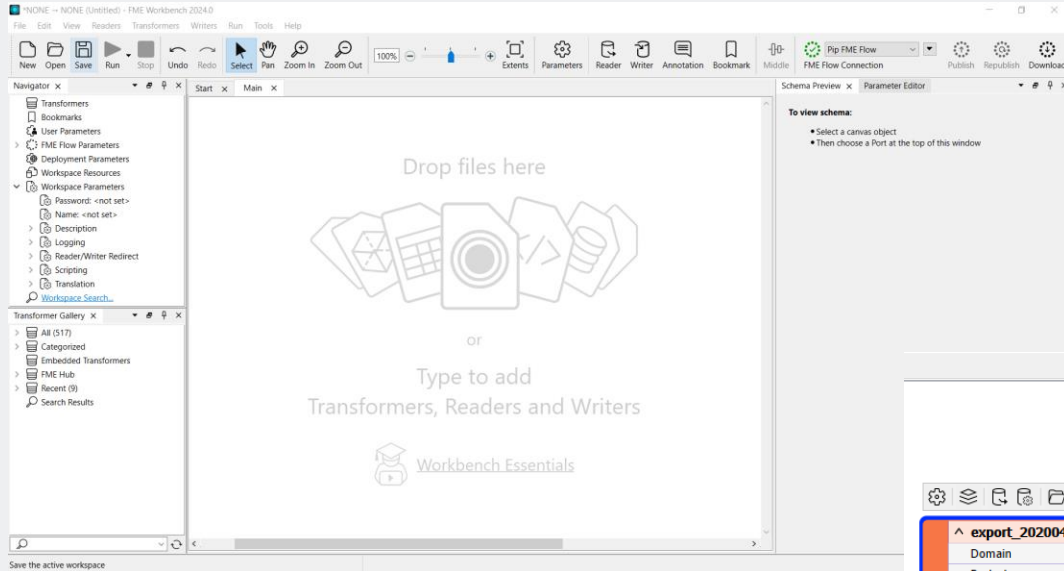 *NONE → NONE (Untitled) - FME Workbench 2024.0
File Edit View Readers Transformers Writers Run Tools Help
New Open Save Run Stop Undo Redo Select Pan Zoom In Zoom Out 100% Extents Parameters Reader Writer Annotation Bookmark Middle FME Flow Connection Pip FME Flow Publish Republish Download
Navigator
Transformers
Bookmarks
User Parameters
FME Flow Parameters
Deployment Parameters
Workspace Resources
Workspace Parameters
Password: <not set>
Name: <not set>
Description
Logging
Reader/Writer Redirect
Scripting
Translation
Workspace Search...
Transformer Gallery
All (517)
Categorized
Embedded Transformers
FME Hub
Recent (9)
Search Results
Start Main
Drop files here
or
Type to add
Transformers, Readers and Writers
Workbench Essentials
Schema Preview Parameter Editor
To view schema:
•Select a canvas object
•Then choose a Port at the top of this window
export_202004
Domain
Save the active workspace